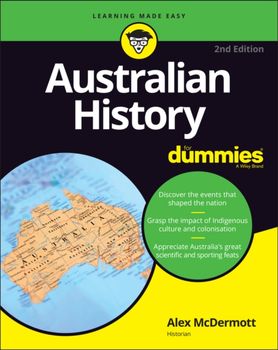 LEARNING MADE EASY
2nd Edition
Australian
History
for
dummies
A Wiley Brand
Discover the events that
shaped the nation
Grasp the impact of Indigenous
culture and colonisation
Appreciate Australia's great
scientific and sporting feats
AUSTRALIA
Alex McDermott
Historian